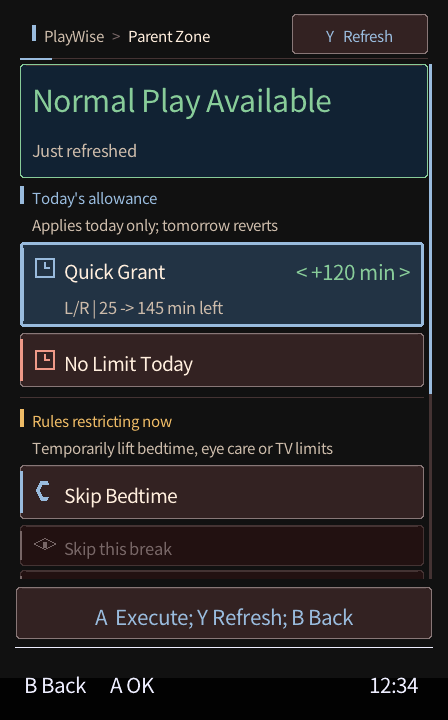 PlayWise > Parent Zone
Y Refresh
Normal Play Available
Just refreshed
Today's allowance
Applies today only; tomorrow reverts
Quick Grant < +120 min >
L/R | 25 -> 145 min left
No Limit Today
Rules restricting now
Temporarily lift bedtime, eye care or TV limits
Skip Bedtime
Skip this break
A Execute; Y Refresh; B Back
B Back A OK 12:34